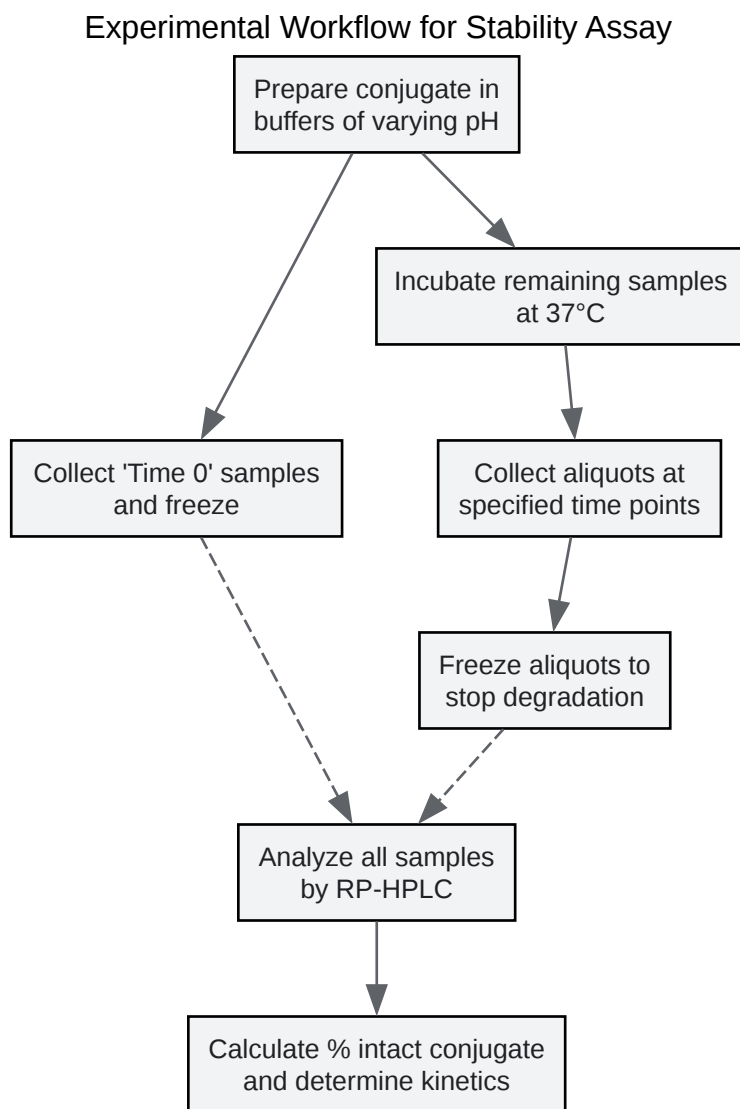 Experimental Workflow for Stability Assay
Prepare conjugate in
buffers of varying pH
Incubate remaining samples
at 37°C
Collect 'Time 0' samples
and freeze
Collect aliquots at
specified time points
Freeze aliquots to
stop degradation
Analyze all samples
by RP-HPLC
Calculate % intact conjugate
and determine kinetics